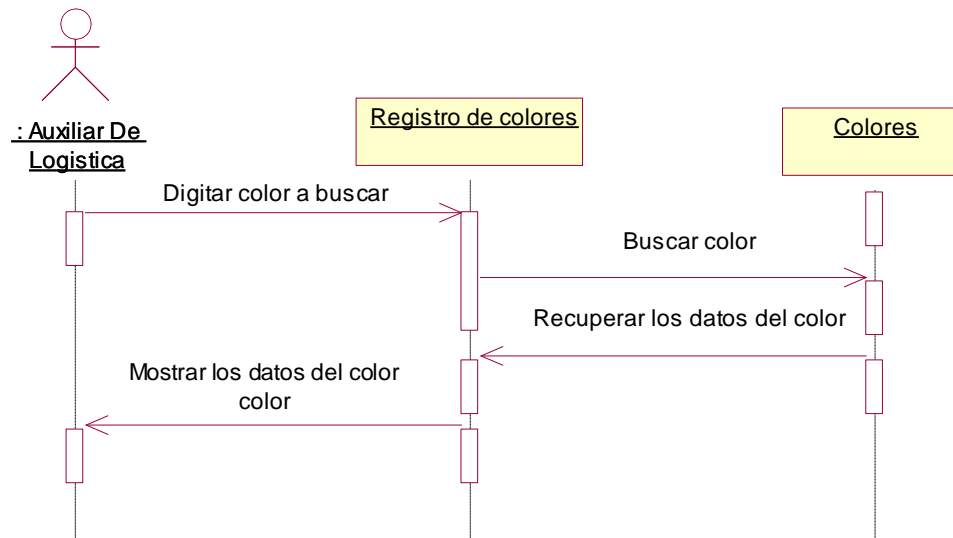 : Auxiliar De
Logistica
Registro de colores
Colores
Digitar color a buscar
Buscar color
Recuperar los datos del color
Mostrar los datos del color
color